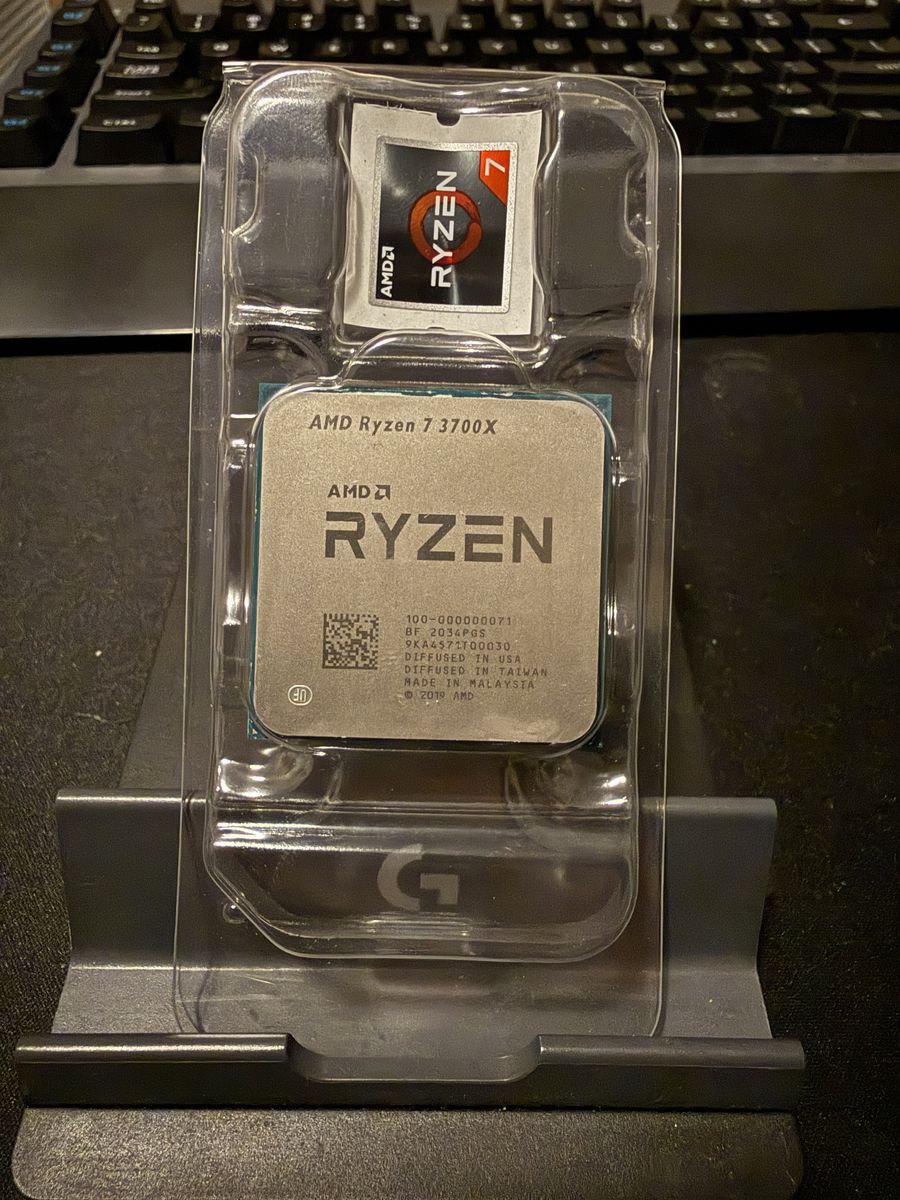 AMD
RYZEN
7
AMD Ryzen 7 3700X
AMD
RYZEN
100-000000071
BF 2034PGS
9KA4571T00030
DIFFUSED IN USA
DIFFUSED IN TAIWAN
MADE IN MALAYSIA
© 2019 AMD
UF
G